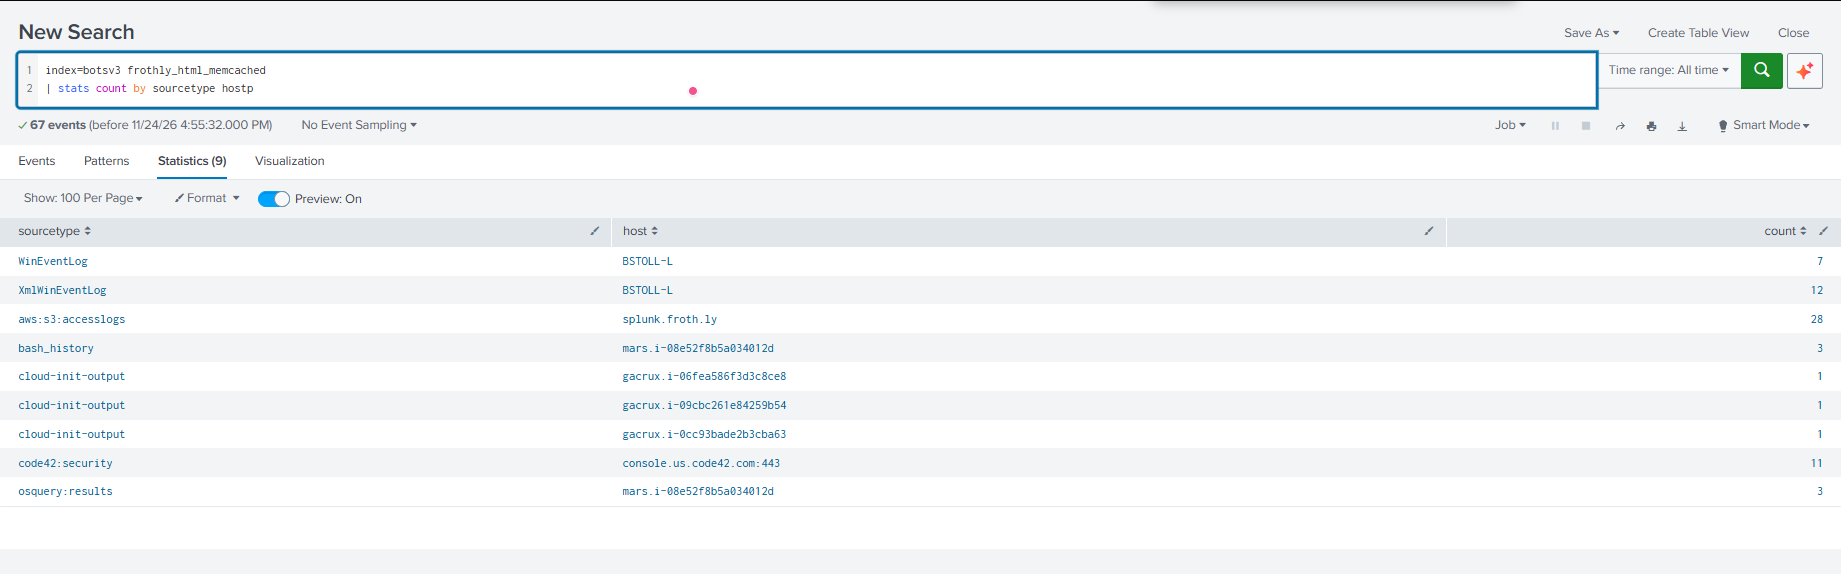 New Search
Save As Create Table View Close
1 index=botsv3 frothly_html_memcached
2 | stats count by sourcetype hostp
Time range: All time
67 events (before 11/24/26 4:55:32.000 PM) No Event Sampling Job Smart Mode
Events Patterns Statistics (9) Visualization
Show: 100 Per Page Format Preview: On
sourcetype host count
WinEventLog BSTOLL-L 7
XmlWinEventLog BSTOLL-L 12
aws:s3:accesslogs splunk.froth.ly 28
bash_history mars.i-08e52f8b5a034012d 3
cloud-init-output gacrux.i-06fea586f3d3c8ce8 1
cloud-init-output gacrux.i-09cbc261e84259b54 1
cloud-init-output gacrux.i-0cc93bade2b3cba63 1
code42:security console.us.code42.com:443 11
osquery:results mars.i-08e52f8b5a034012d 3